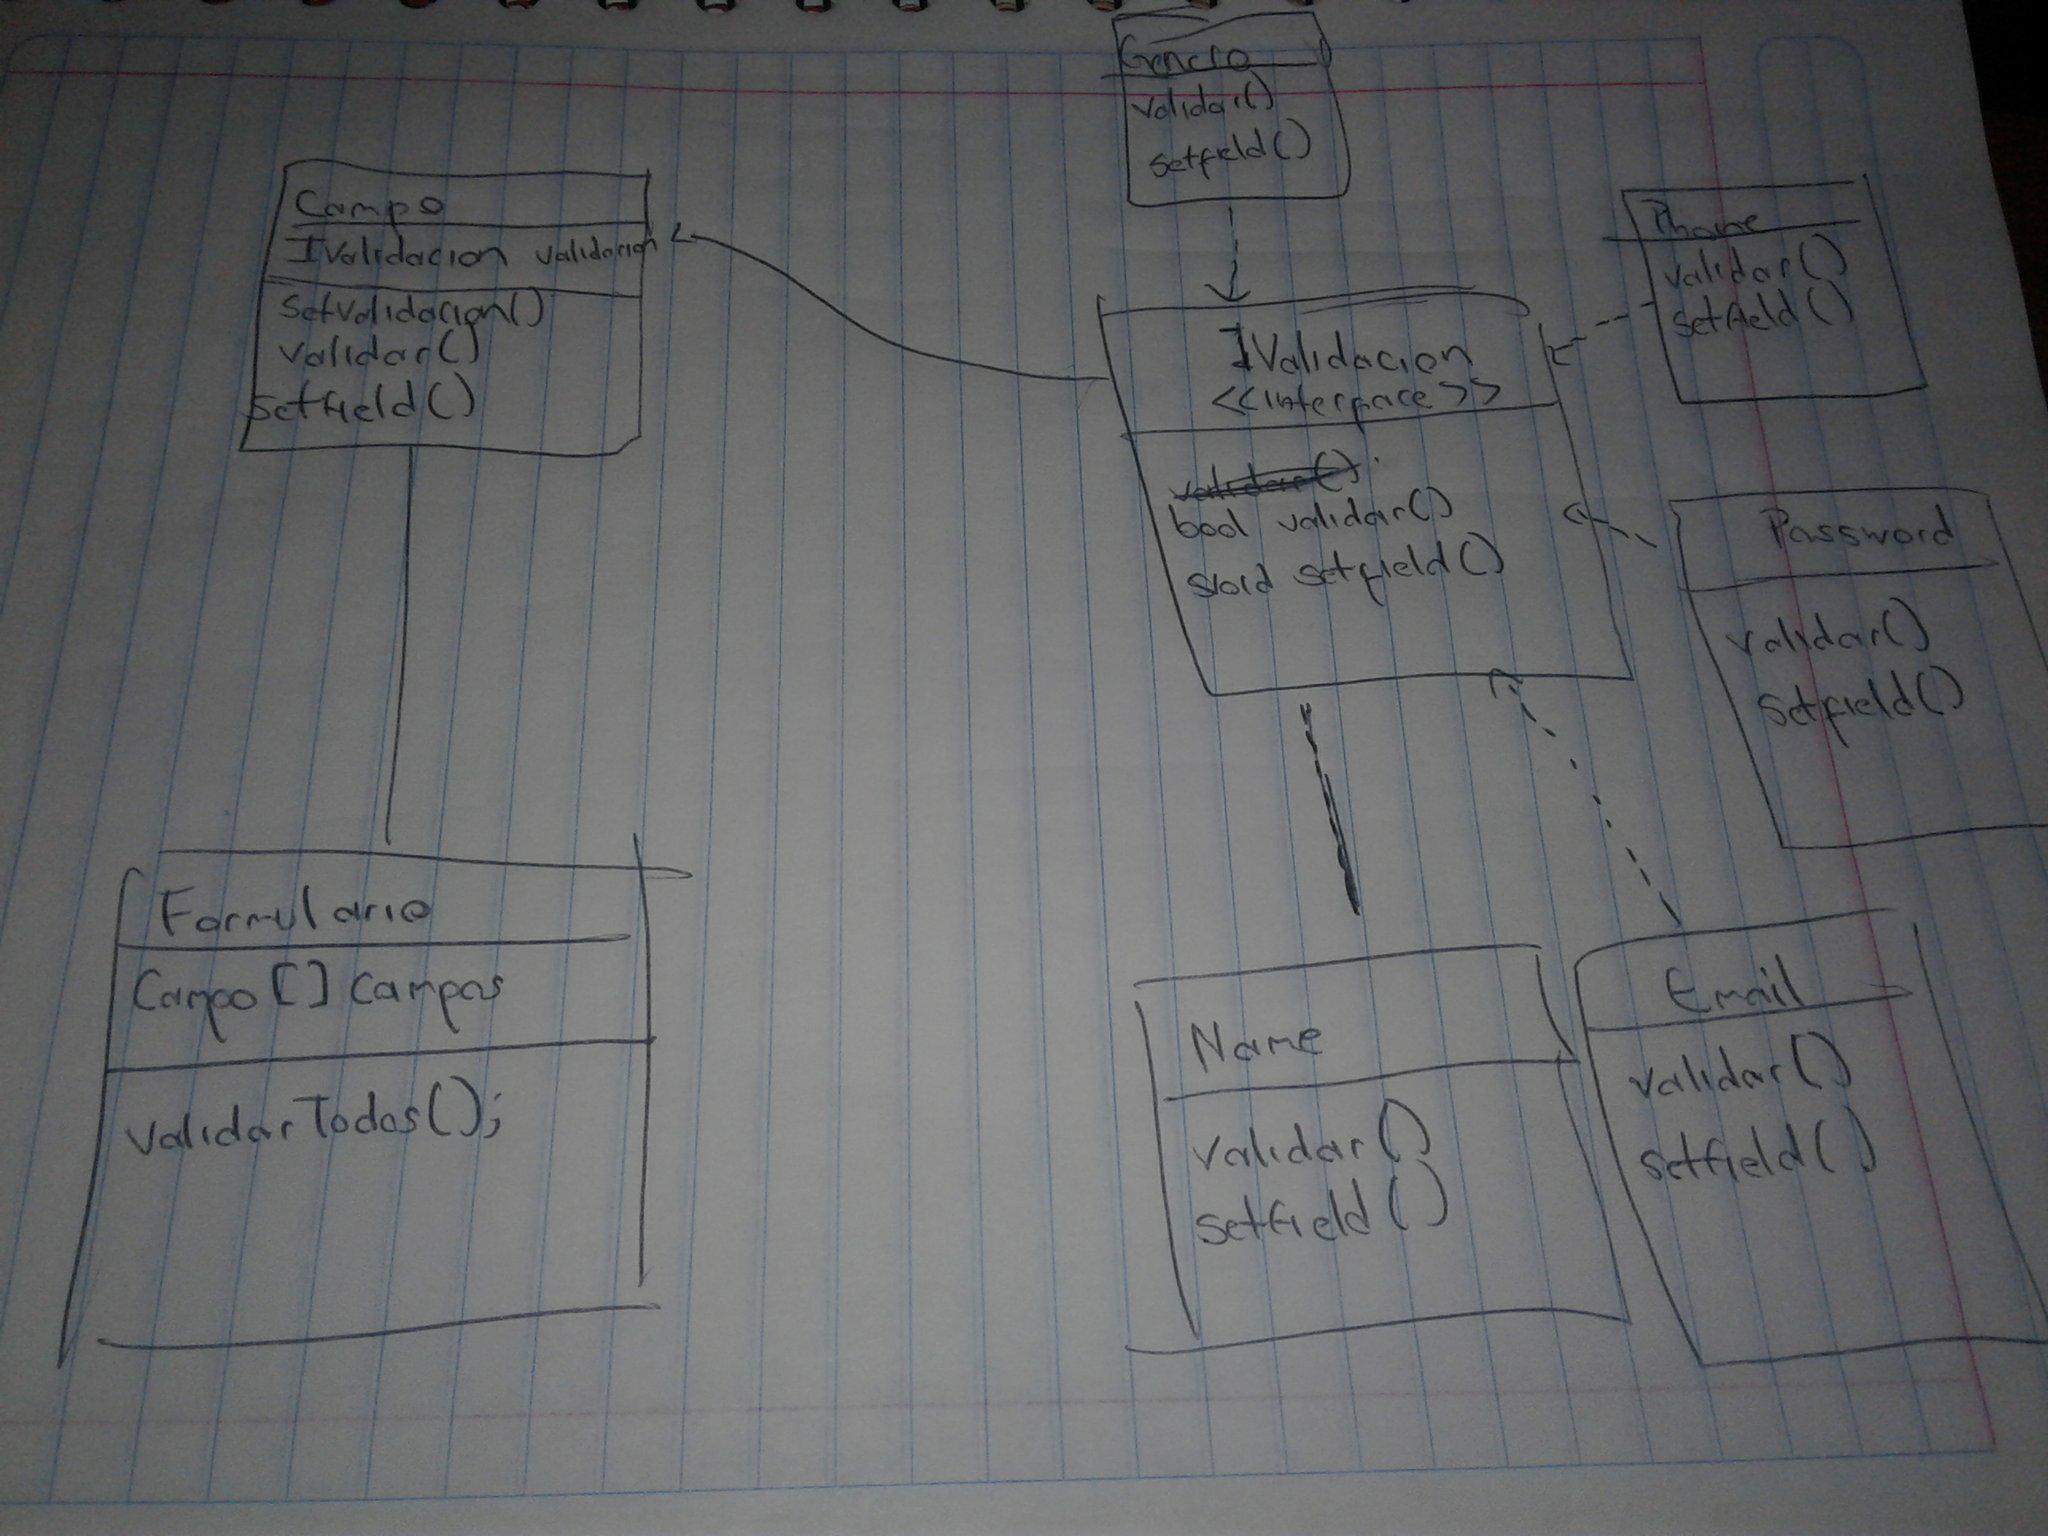 Genero
validar()
setfield()
Campo
IValidacion validacion
setvalidacion()
validar()
setfield()
Phone
validar()
setfield()
IValidacion
<<interface>>
validar()
bool validar()
void setfield()
Password
validar()
setfield()
Formulario
Campo[] campos
validarTodos();
Name
validar()
setfield()
Email
validar()
setfield()